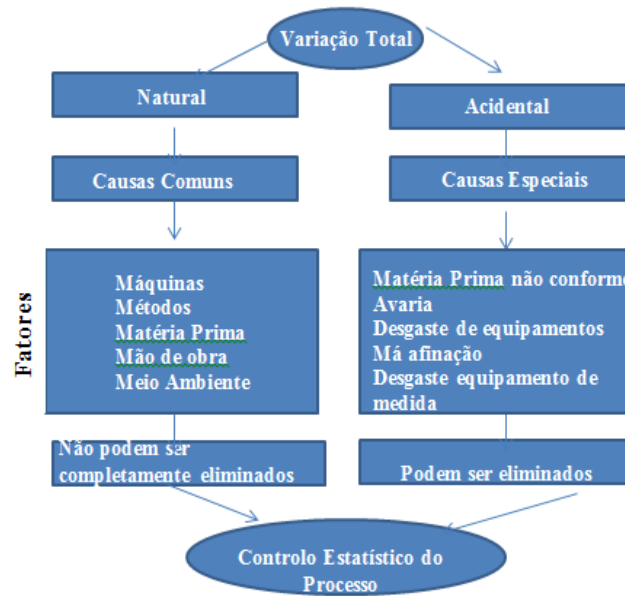 Variação Total
Natural
Acidental
Causas Comuns
Causas Especiais
Fatores
Máquinas
Métodos
Matéria Prima
Mão de obra
Meio Ambiente
Matéria Prima não conforme
Avaria
Desgaste de equipamentos
Má afinação
Desgaste equipamento de
medida
Não podem ser
completamente eliminados
Podem ser eliminados
Controlo Estatístico do
Processo